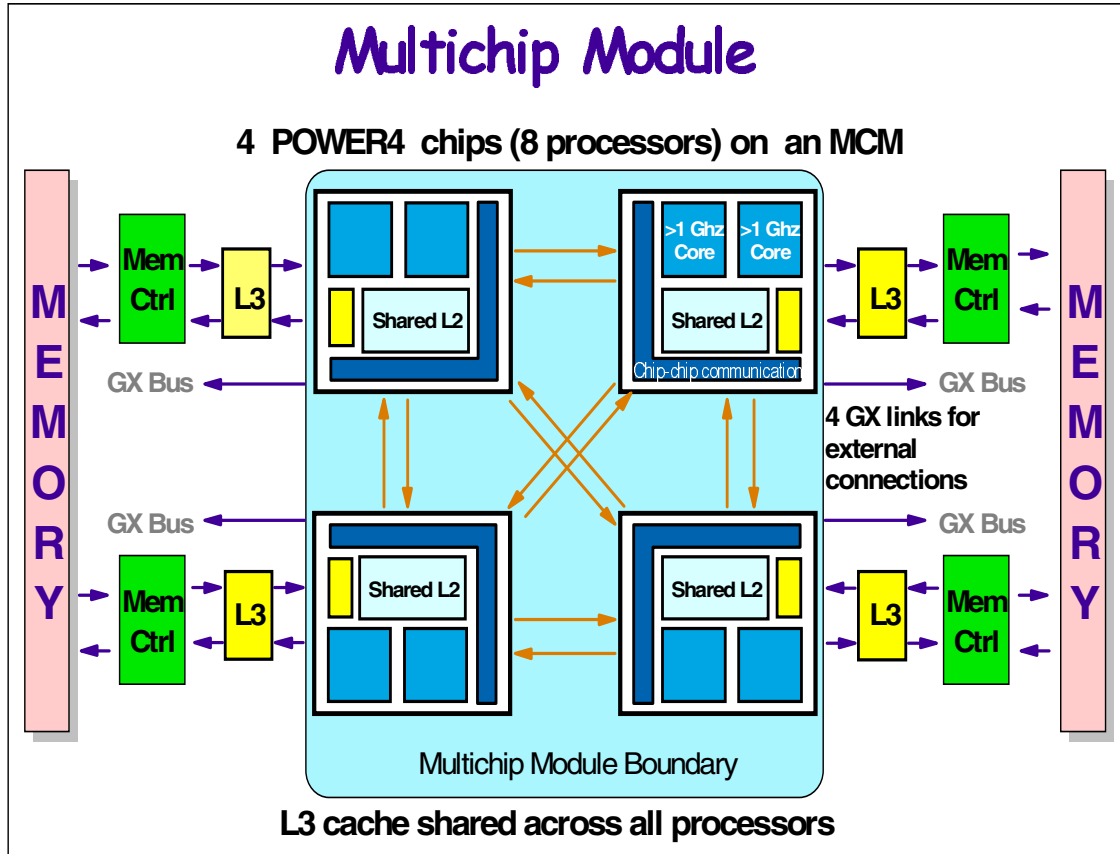 Multichip Module
4 POWER4 chips (8 processors) on an MCM
MEMORY
Mem
Ctrl
L3
Shared L2
>1 Ghz
Core
>1 Ghz
Core
Shared L2
Chip-chip communication
L3
Mem
Ctrl
MEMORY
GX Bus
GX Bus
4 GX links for
external
connections
GX Bus
GX Bus
Mem
Ctrl
L3
Shared L2
Shared L2
L3
Mem
Ctrl
Multichip Module Boundary
L3 cache shared across all processors